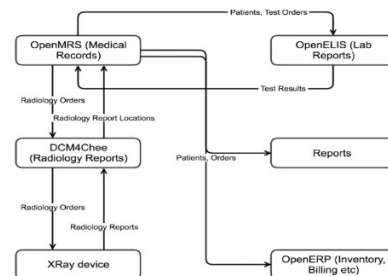 Patients, Test Orders
OpenMRS (Medical
Records)
OpenELIS (Lab
Reports)
Test Results
Radiology Orders
Radiology Report Locations
DCM4Chee
(Radiology Reports)
Patients, Orders
Reports
Radiology Orders
Radiology Reports
XRay device
OpenERP (Inventory,
Billing etc)